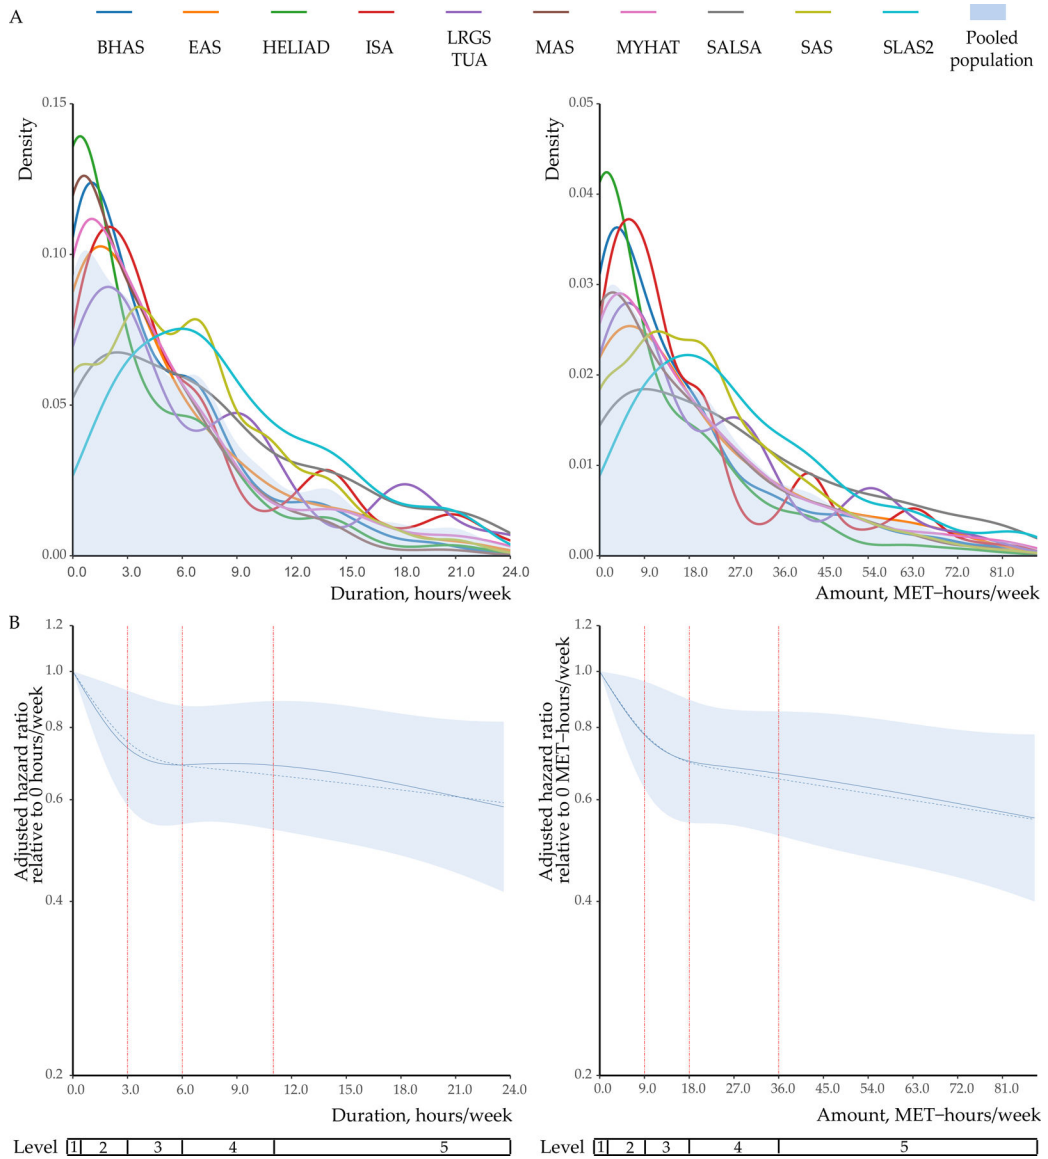 A
BHAS EAS HELIAD ISA LRGS TUA MAS MYHAT SALSA SAS SLAS2 Pooled population
Density
0.15
0.10
0.05
0.00
0.0 3.0 6.0 9.0 12.0 15.0 18.0 21.0 24.0
Duration, hours/week
Density
0.05
0.04
0.03
0.02
0.01
0.00
0.0 9.0 18.0 27.0 36.0 45.0 54.0 63.0 72.0 81.0
Amount, MET−hours/week
B
Adjusted hazard ratio
relative to 0 hours/week
1.2
1.0
0.8
0.6
0.4
0.2
0.0 3.0 6.0 9.0 12.0 15.0 18.0 21.0 24.0
Duration, hours/week
Level 1 2 3 4 5
Adjusted hazard ratio
relative to 0 MET−hours/week
1.2
1.0
0.8
0.6
0.4
0.2
0.0 9.0 18.0 27.0 36.0 45.0 54.0 63.0 72.0 81.0
Amount, MET−hours/week
Level 1 2 3 4 5